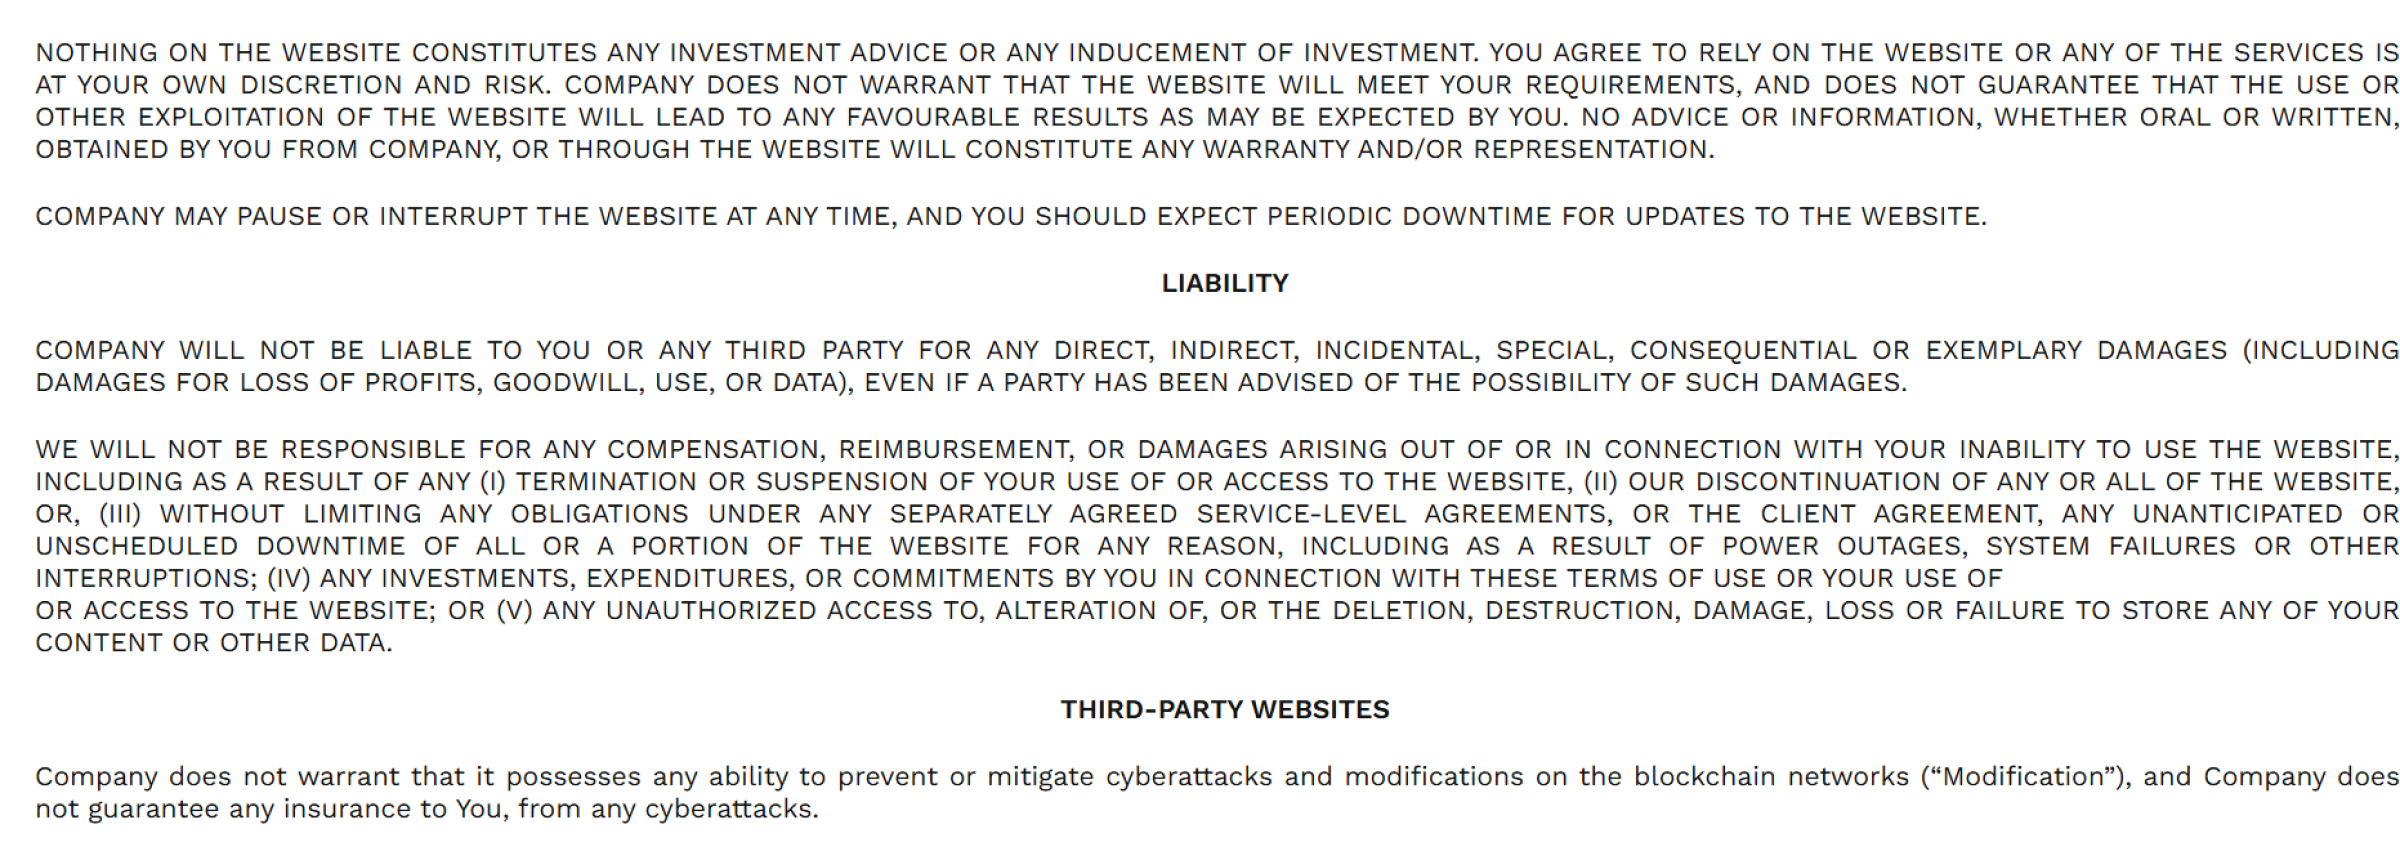 NOTHING ON THE WEBSITE CONSTITUTES ANY INVESTMENT ADVICE OR ANY INDUCEMENT OF INVESTMENT. YOU AGREE TO RELY ON THE WEBSITE OR ANY OF THE SERVICES IS
AT YOUR OWN DISCRETION AND RISK. COMPANY DOES NOT WARRANT THAT THE WEBSITE WILL MEET YOUR REQUIREMENTS, AND DOES NOT GUARANTEE THAT THE USE OR
OTHER EXPLOITATION OF THE WEBSITE WILL LEAD TO ANY FAVOURABLE RESULTS AS MAY BE EXPECTED BY YOU. NO ADVICE OR INFORMATION, WHETHER ORAL OR WRITTEN,
OBTAINED BY YOU FROM COMPANY, OR THROUGH THE WEBSITE WILL CONSTITUTE ANY WARRANTY AND/OR REPRESENTATION.
COMPANY MAY PAUSE OR INTERRUPT THE WEBSITE AT ANY TIME, AND YOU SHOULD EXPECT PERIODIC DOWNTIME FOR UPDATES TO THE WEBSITE.
LIABILITY
COMPANY WILL NOT BE LIABLE TO YOU OR ANY THIRD PARTY FOR ANY DIRECT, INDIRECT, INCIDENTAL, SPECIAL, CONSEQUENTIAL OR EXEMPLARY DAMAGES (INCLUDING
DAMAGES FOR LOSS OF PROFITS, GOODWILL, USE, OR DATA), EVEN IF A PARTY HAS BEEN ADVISED OF THE POSSIBILITY OF SUCH DAMAGES.
WE WILL NOT BE RESPONSIBLE FOR ANY COMPENSATION, REIMBURSEMENT, OR DAMAGES ARISING OUT OF OR IN CONNECTION WITH YOUR INABILITY TO USE THE WEBSITE,
INCLUDING AS A RESULT OF ANY (I) TERMINATION OR SUSPENSION OF YOUR USE OF OR ACCESS TO THE WEBSITE, (II) OUR DISCONTINUATION OF ANY OR ALL OF THE WEBSITE,
OR, (III) WITHOUT LIMITING ANY OBLIGATIONS UNDER ANY SEPARATELY AGREED SERVICE-LEVEL AGREEMENTS, OR THE CLIENT AGREEMENT, ANY UNANTICIPATED OR
UNSCHEDULED DOWNTIME OF ALL OR A PORTION OF THE WEBSITE FOR ANY REASON, INCLUDING AS A RESULT OF POWER OUTAGES, SYSTEM FAILURES OR OTHER
INTERRUPTIONS; (IV) ANY INVESTMENTS, EXPENDITURES, OR COMMITMENTS BY YOU IN CONNECTION WITH THESE TERMS OF USE OR YOUR USE OF
OR ACCESS TO THE WEBSITE; OR (V) ANY UNAUTHORIZED ACCESS TO, ALTERATION OF, OR THE DELETION, DESTRUCTION, DAMAGE, LOSS OR FAILURE TO STORE ANY OF YOUR
CONTENT OR OTHER DATA.
THIRD-PARTY WEBSITES
Company does not warrant that it possesses any ability to prevent or mitigate cyberattacks and modifications on the blockchain networks (“Modification”), and Company does
not guarantee any insurance to You, from any cyberattacks.